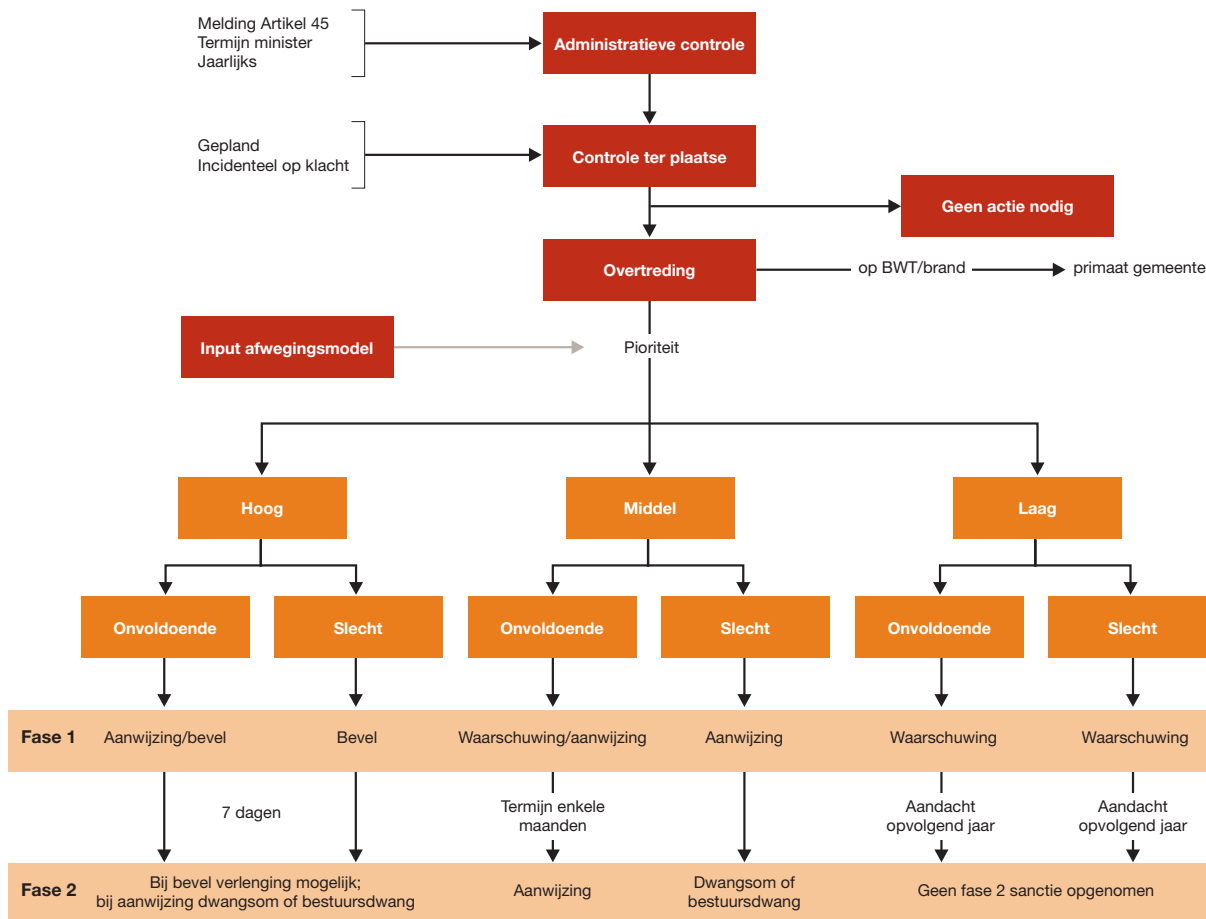 Melding Artikel 45
Termijn minister
Jaarlijks
Administratieve controle
Gepland
Incidenteel op klacht
Controle ter plaatse
Geen actie nodig
Overtreding
op BWT/brand
primaat gemeente
Input afwegingsmodel
Pioriteit
Hoog
Middel
Laag
Onvoldoende
Slecht
Onvoldoende
Slecht
Onvoldoende
Slecht
Fase 1
Aanwijzing/bevel
Bevel
Waarschuwing/aanwijzing
Aanwijzing
Waarschuwing
Waarschuwing
7 dagen
Termijn enkele
maanden
Aandacht
opvolgend jaar
Aandacht
opvolgend jaar
Fase 2
Bij bevel verlenging mogelijk;
bij aanwijzing dwangsom of bestuursdwang
Aanwijzing
Dwangsom of
bestuursdwang
Geen fase 2 sanctie opgenomen